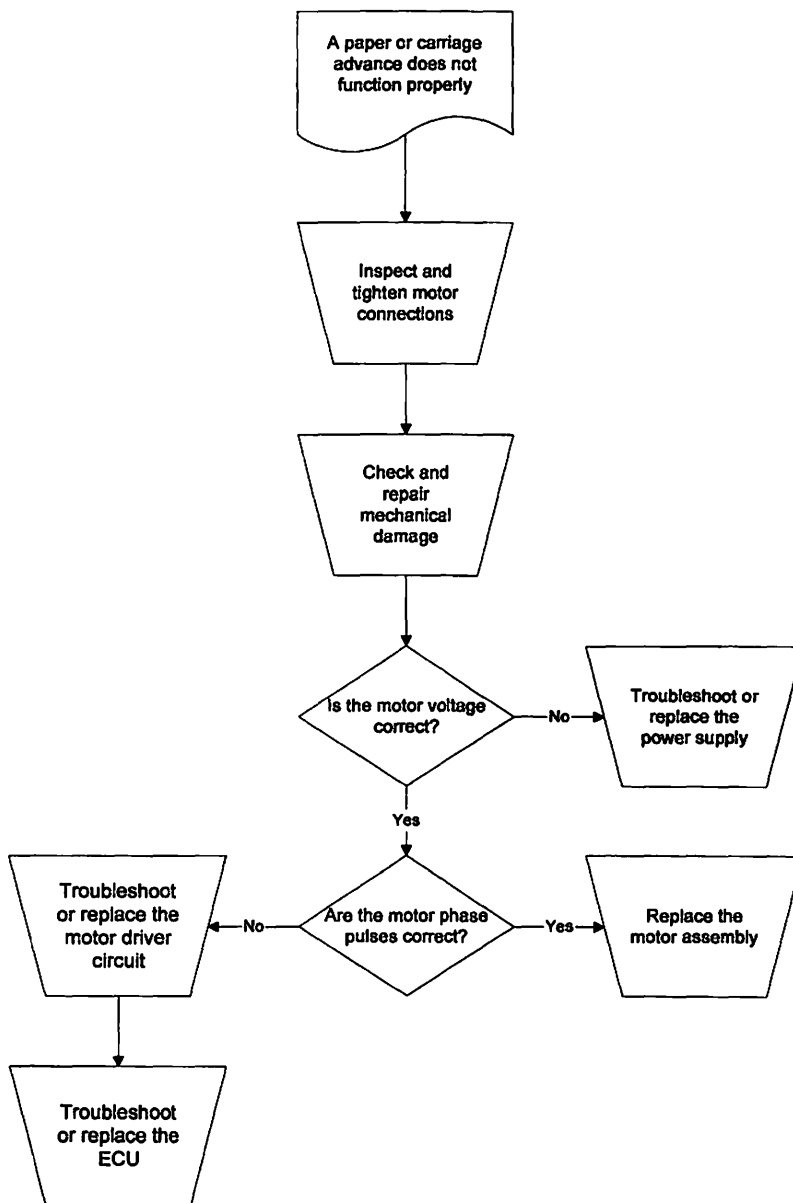 A paper or carriage
advance does not
function properly
Inspect and
tighten motor
connections
Check and
repair
mechanical
damage
Is the motor voltage
correct?
No
Troubleshoot or
replace the
power supply
Yes
Troubleshoot
or replace the
motor driver
circuit
No
Are the motor phase
pulses correct?
Yes
Replace the
motor assembly
Troubleshoot
or replace the
ECU